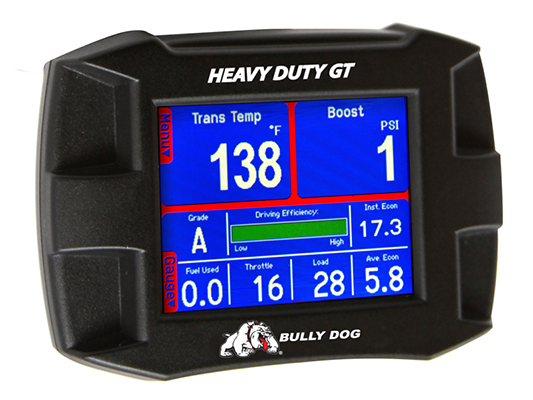 HEAVY DUTY GT
Menu
Trans Temp
°F
138
Boost
PSI
1
Grade
A
Driving Efficiency:
Low High
Inst. Econ
17.3
Gauge
Fuel Used
0.0
Throttle
16
Load
28
Ave Econ
5.8
BULLY DOG
®